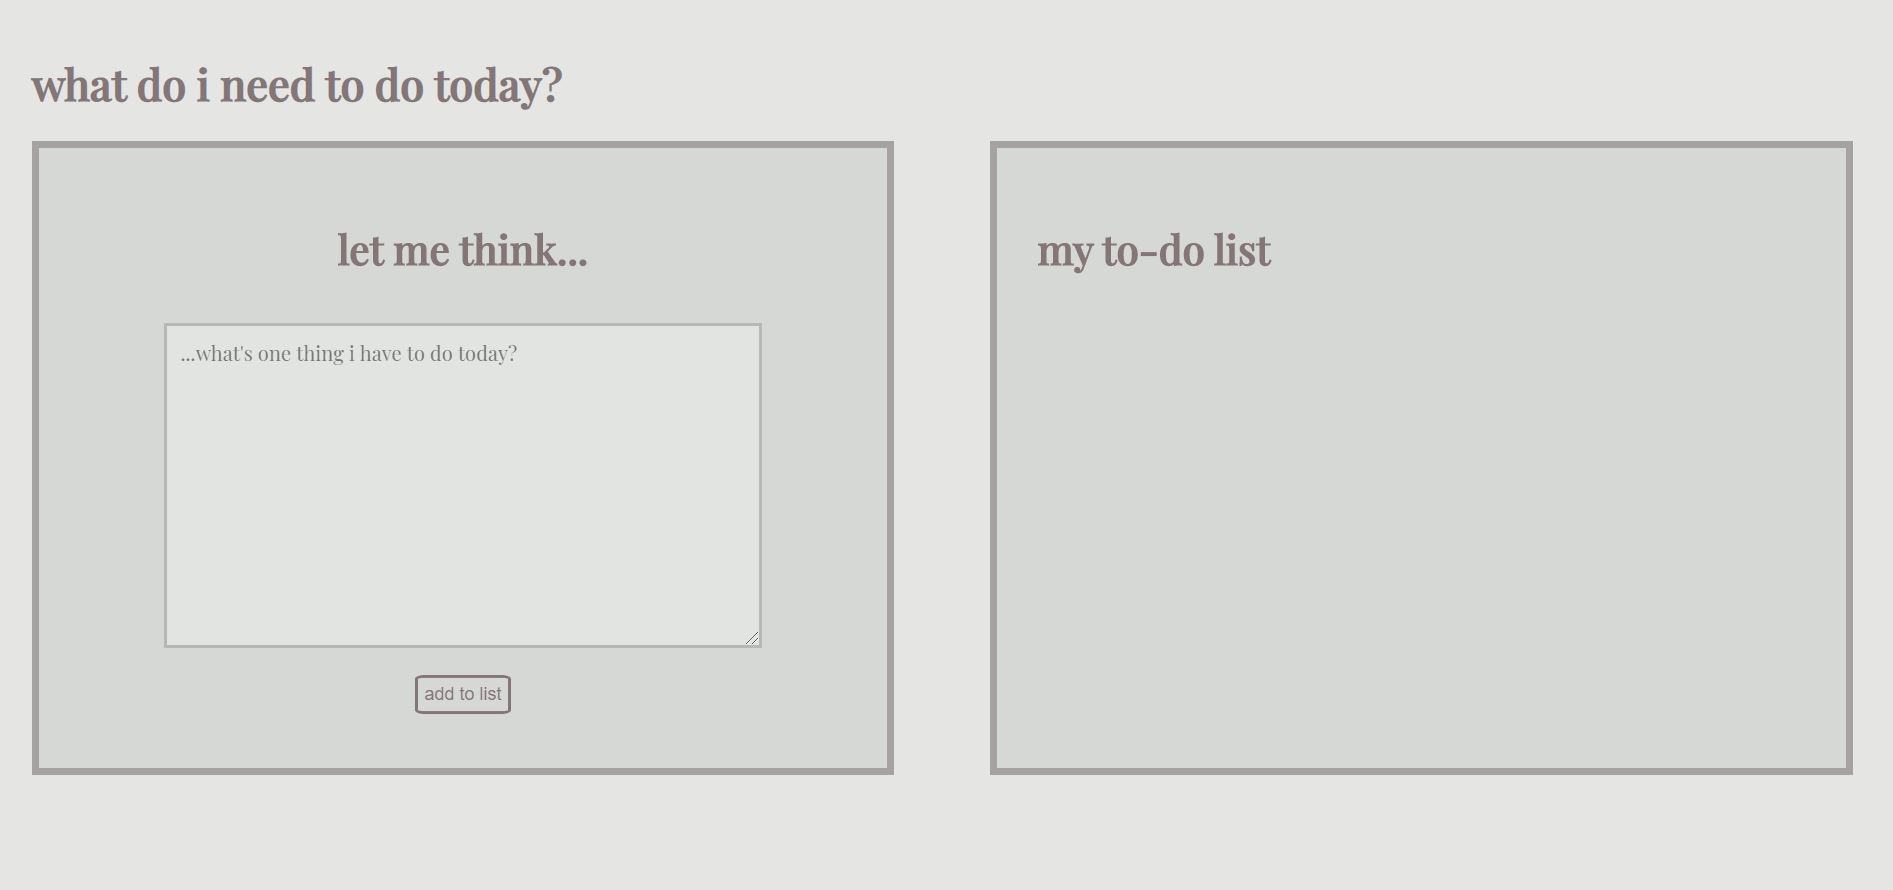 what do i need to do today?
let me think...
...what's one thing i have to do today?
add to list
my to-do list